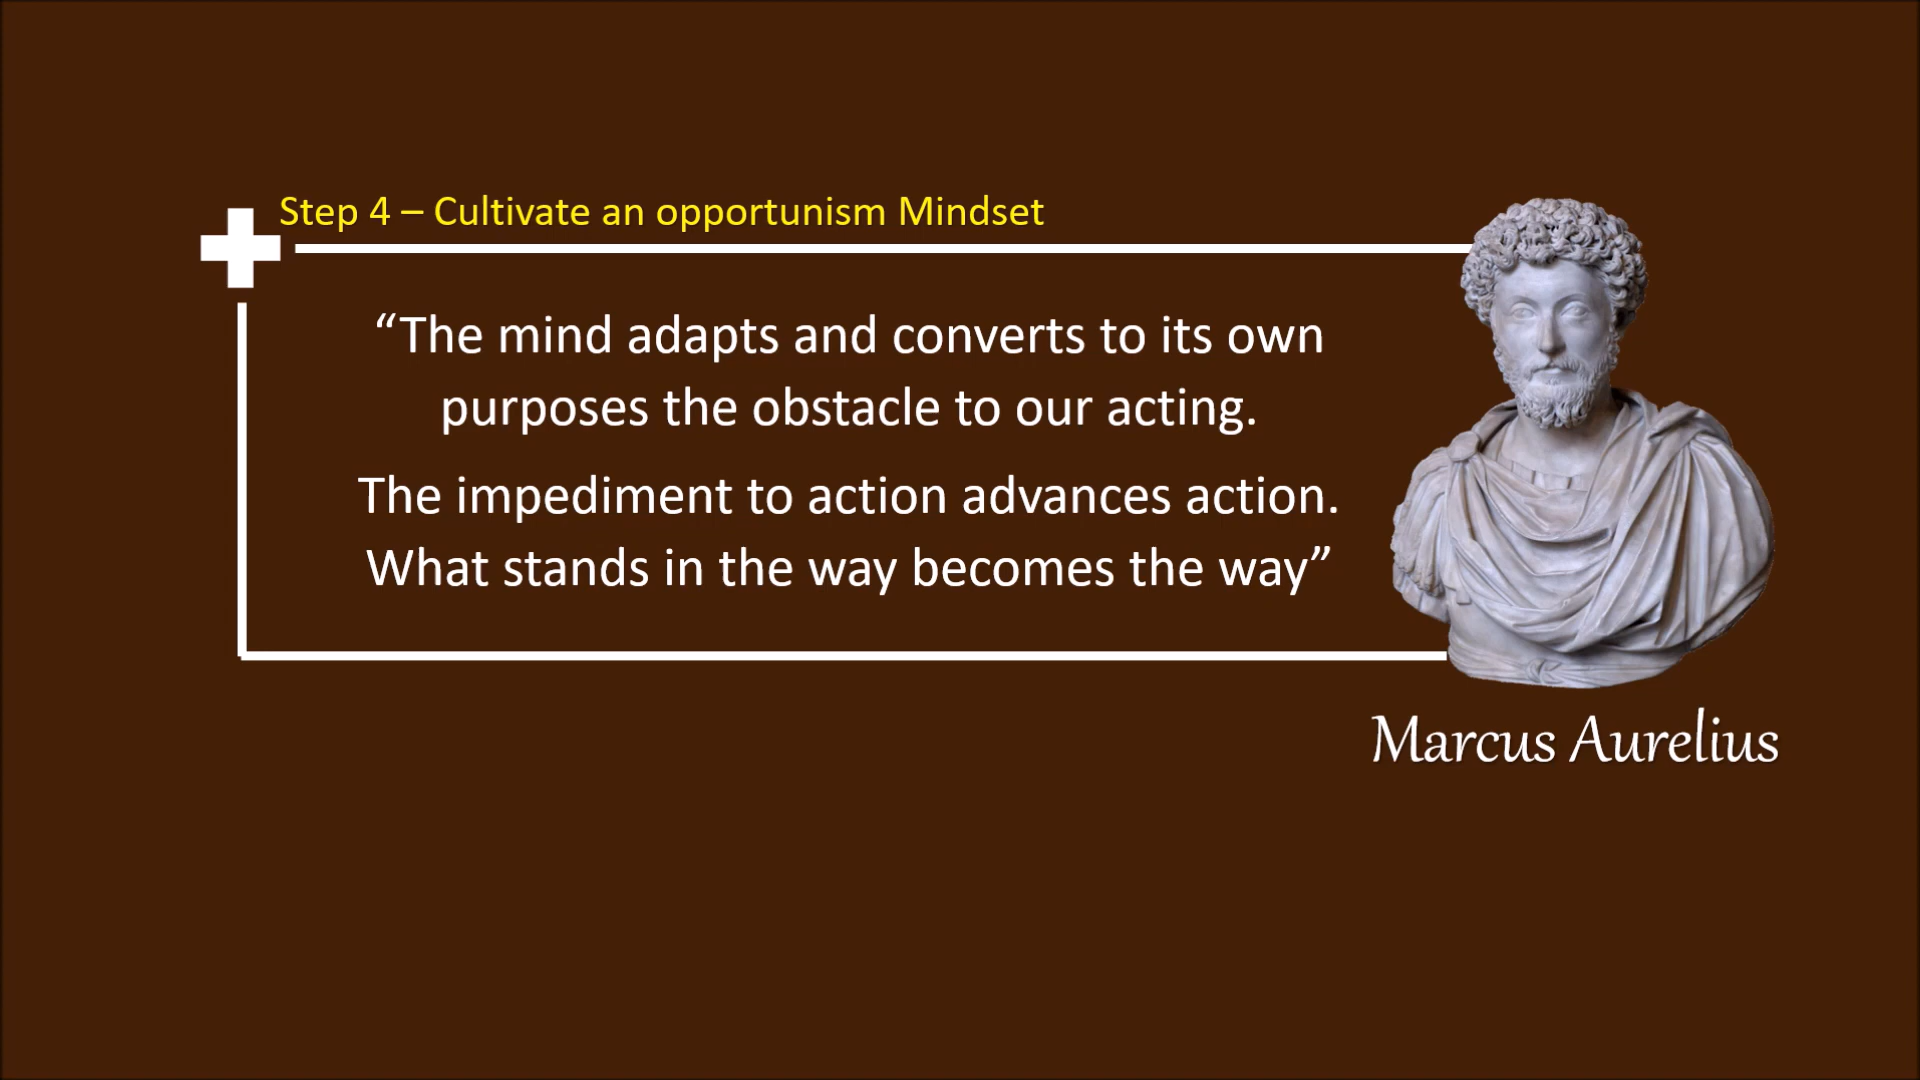 Step 4 – Cultivate an opportunism Mindset
“The mind adapts and converts to its own
purposes the obstacle to our acting.
The impediment to action advances action.
What stands in the way becomes the way”
Marcus Aurelius